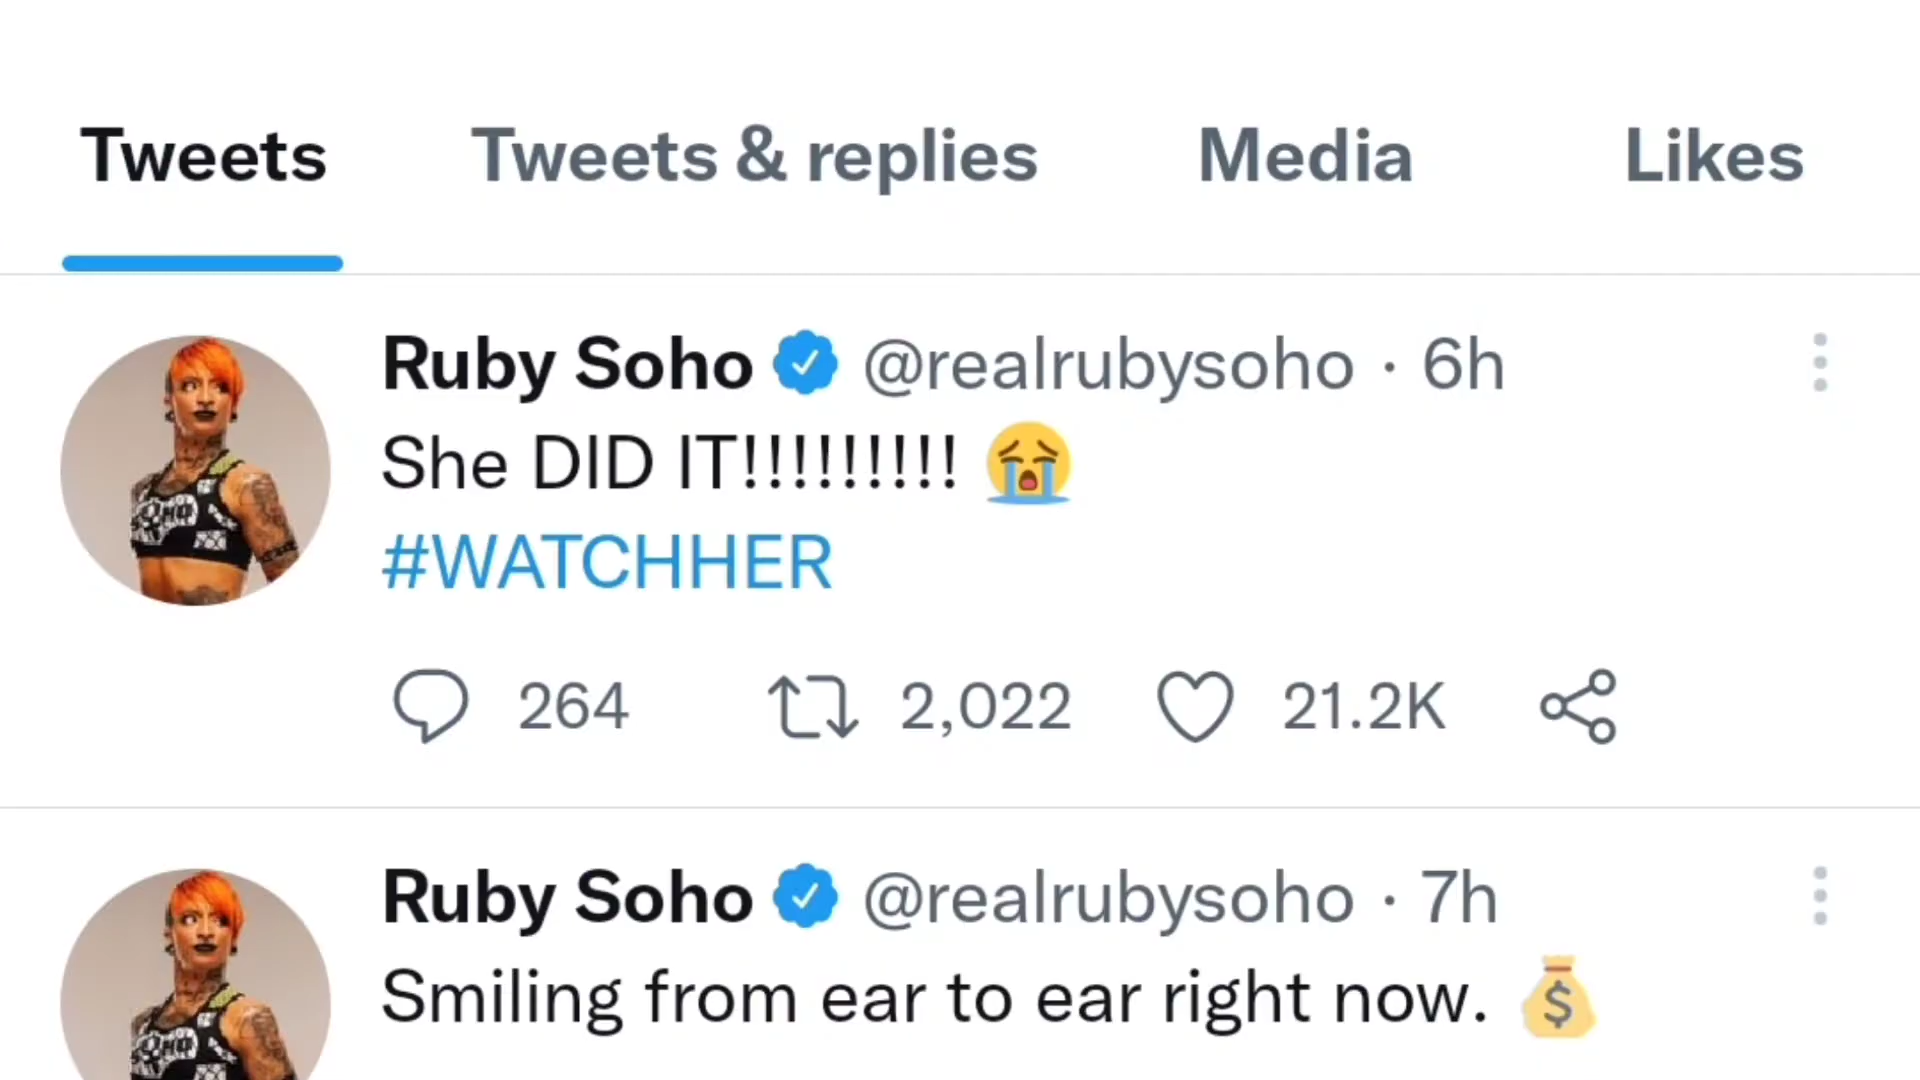 Tweets Tweets & replies Media Likes
Ruby Soho @realrubysoho · 6h
She DID IT!!!!!!!!! 😭
#WATCHHER
264 2,022 21.2K
Ruby Soho @realrubysoho · 7h
Smiling from ear to ear right now. 💰